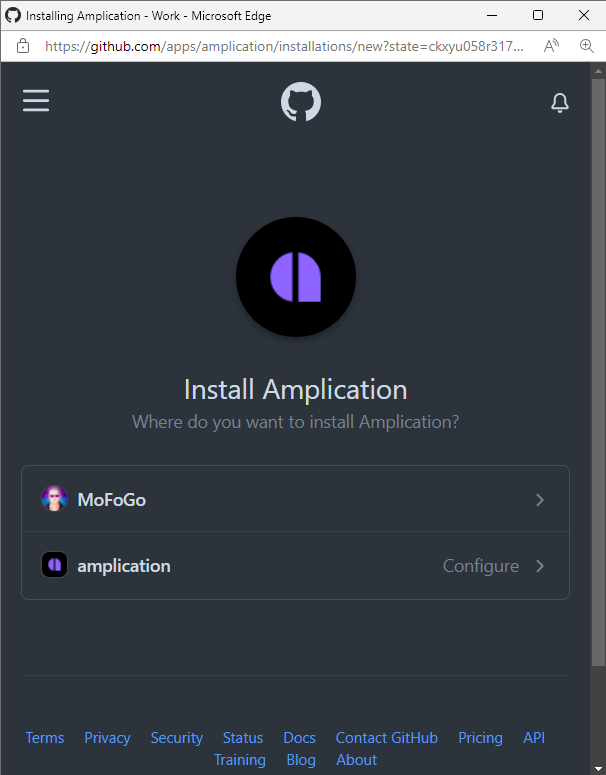 Installing Amplication - Work - Microsoft Edge
https://github.com/apps/amplication/installations/new?state=ckxyu058r317...
Install Amplication
Where do you want to install Amplication?
MoFoGo
amplication Configure
Terms Privacy Security Status Docs Contact GitHub Pricing API
Training Blog About